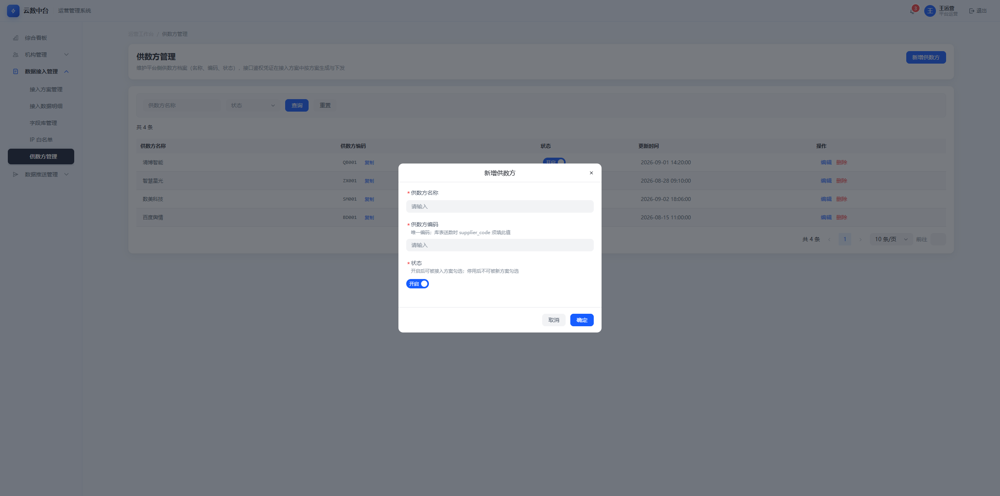 云数中台 运营管理系统 3 王 王运营 退出
平台运营
综合看板
机构管理
数据接入管理
接入方案管理
接入数据明细
字段库管理
IP 白名单
供数方管理
数据推送管理
运营工作台 / 供数方管理
供数方管理 新增供数方
维护平台侧供数方档案（名称、编码、状态），接口鉴权凭证在接入方案中按方案生成与下发
供数方名称 状态 查询 重置
共 4 条
供数方名称 供数方编码 状态 更新时间 操作
清博智能 QB001 复制 开启 2026-09-01 14:20:00 编辑 删除
智慧星光 ZX001 复制 2026-08-28 09:10:00 编辑 删除
数美科技 SM001 复制 2026-09-02 18:06:00 编辑 删除
百度舆情 BD001 复制 2026-08-15 11:00:00 编辑 删除
共 4 条 1 10 条/页 前往
新增供数方
* 供数方名称
请输入
* 供数方编码
唯一编码；库表送数时 supplier_code 须填此值
请输入
* 状态
开启后可被接入方案勾选；停用后不可被新方案勾选
开启
取消 确定